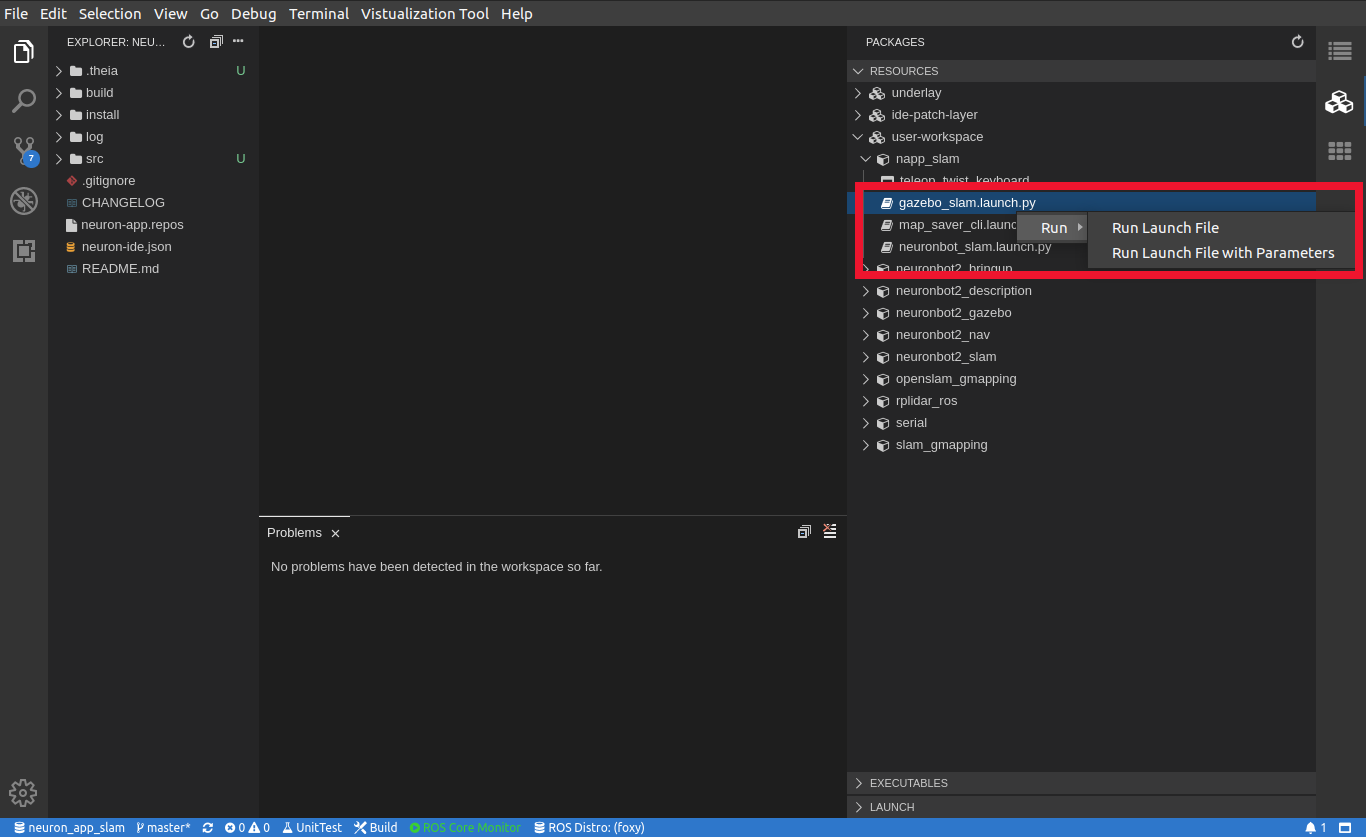 File Edit Selection View Go Debug Terminal Vistualization Tool Help
EXPLORER: NEU...
.theia U
build
install
log
src U
.gitignore
CHANGELOG
neuron-app.repos
neuron-ide.json
README.md
7
Problems
No problems have been detected in the workspace so far.
PACKAGES
RESOURCES
underlay
ide-patch-layer
user-workspace
napp_slam
teleop_twist_keyboard
gazebo_slam.launch.py
map_saver_cli.launc
neuronbot_slam.launch.py
Run
Run Launch File
Run Launch File with Parameters
neuronbot2_bringup
neuronbot2_description
neuronbot2_gazebo
neuronbot2_nav
neuronbot2_slam
openslam_gmapping
rplidar_ros
serial
slam_gmapping
EXECUTABLES
LAUNCH
neuron_app_slam master* 0 0 UnitTest Build ROS Core Monitor ROS Distro: (foxy) 1